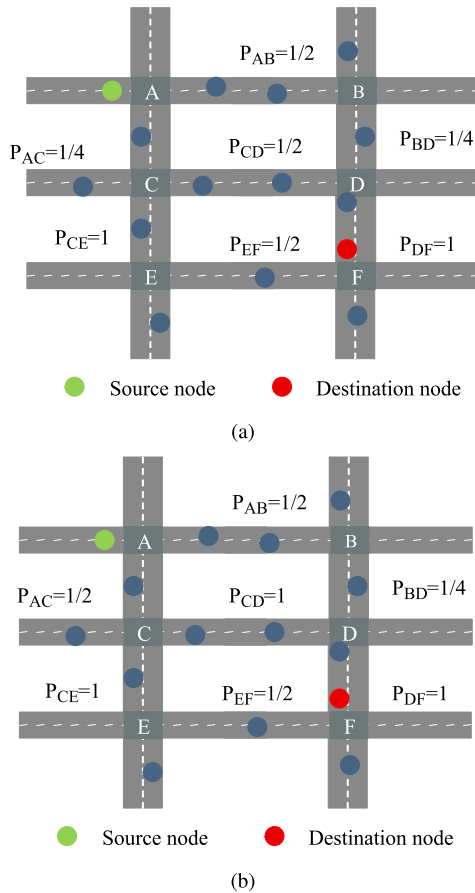 P_AB=1/2
A
B
P_AC=1/4
P_CD=1/2
P_BD=1/4
C
D
P_CE=1
P_EF=1/2
P_DF=1
E
F
Source node
Destination node
(a)
P_AB=1/2
A
B
P_AC=1/2
P_CD=1
P_BD=1/4
C
D
P_CE=1
P_EF=1/2
P_DF=1
E
F
Source node
Destination node
(b)